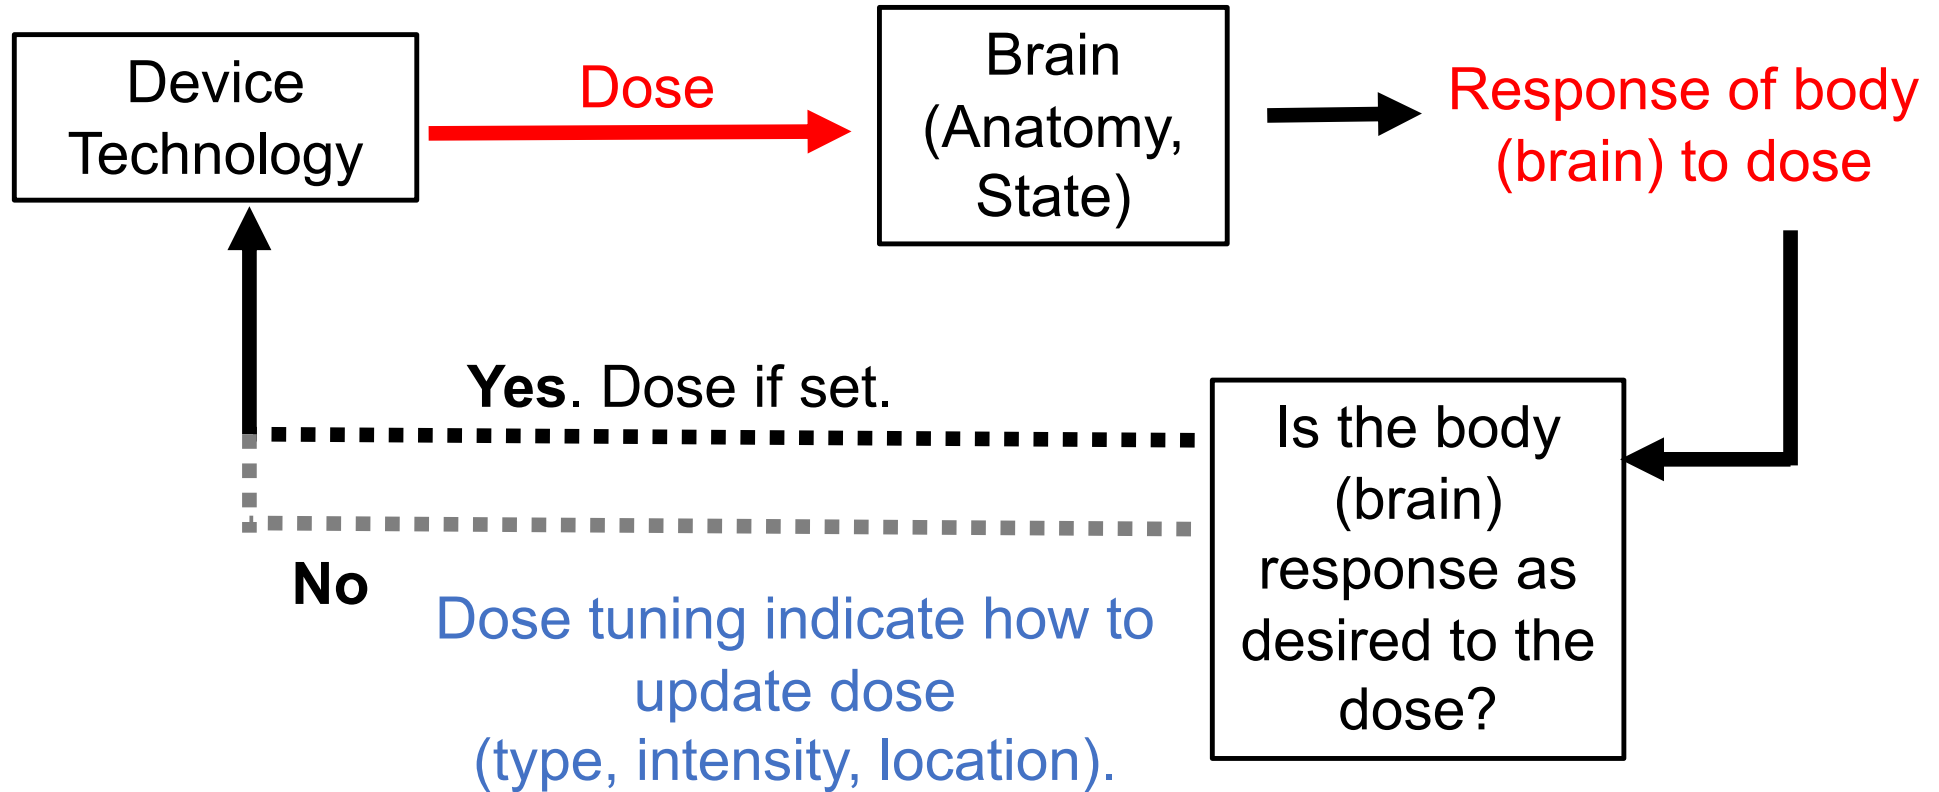 Device
Technology
Dose
Brain
(Anatomy,
State)
Response of body
(brain) to dose
Yes. Dose if set.
Is the body
(brain)
response as
desired to the
dose?
No
Dose tuning indicate how to
update dose
(type, intensity, location).